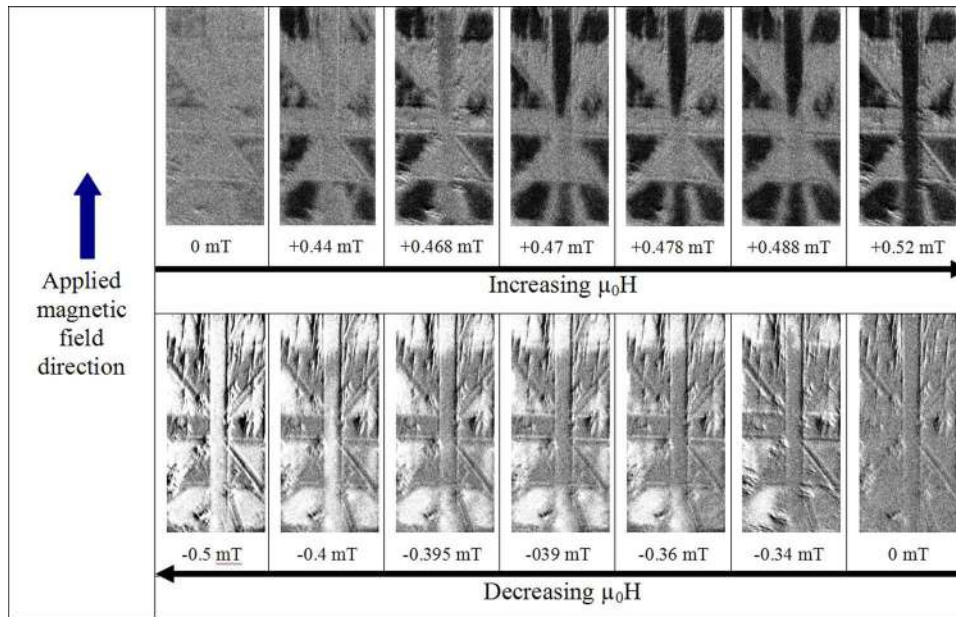 0 mT +0.44 mT +0.468 mT +0.47 mT +0.478 mT +0.488 mT +0.52 mT
Increasing µ₀H
Applied
magnetic
field
direction
-0.5 mT -0.4 mT -0.395 mT -039 mT -0.36 mT -0.34 mT 0 mT
Decreasing µ₀H